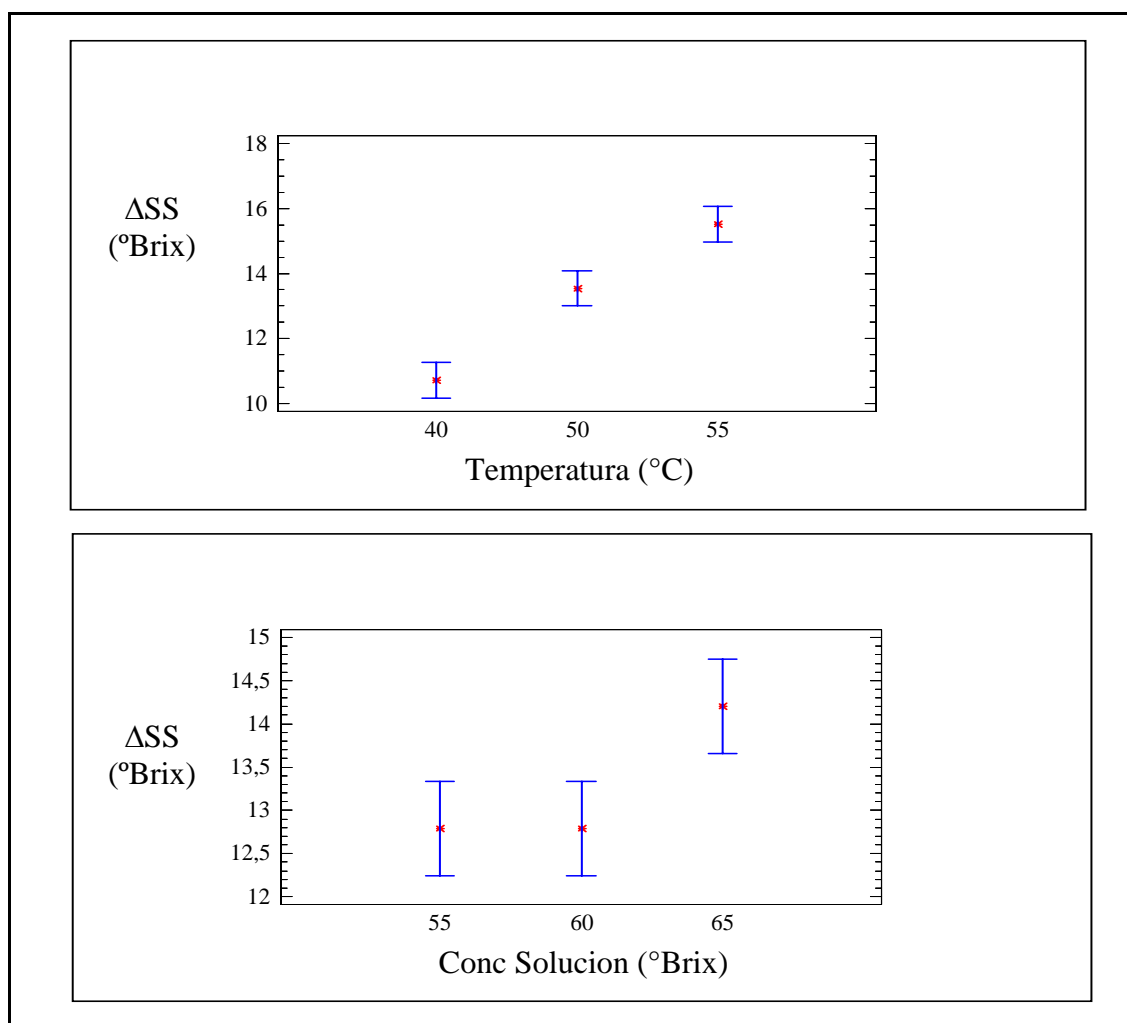 18
16
ΔSS
(ºBrix)
14
12
10
40 50 55
Temperatura (°C)
15
14,5
14
ΔSS
(ºBrix)
13,5
13
12,5
12
55 60 65
Conc Solucion (°Brix)